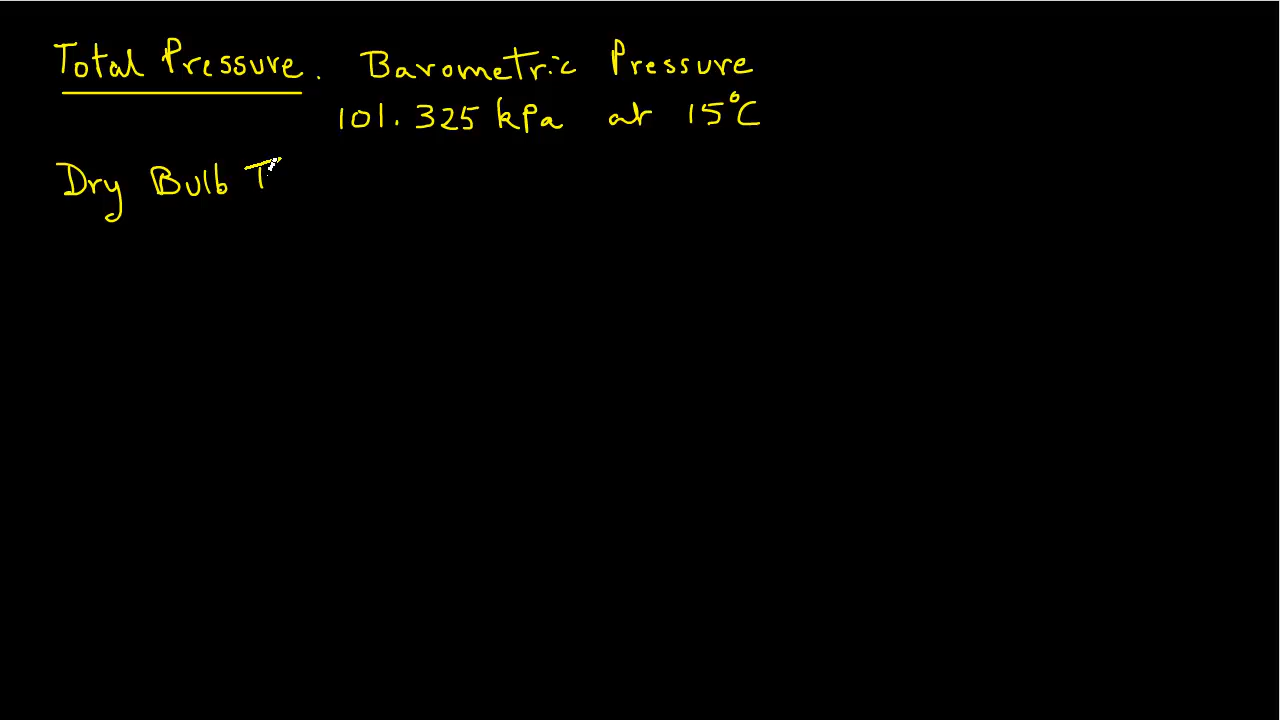 Total Pressure. Barometric Pressure
101.325 kPa at 15°C
Dry Bulb T